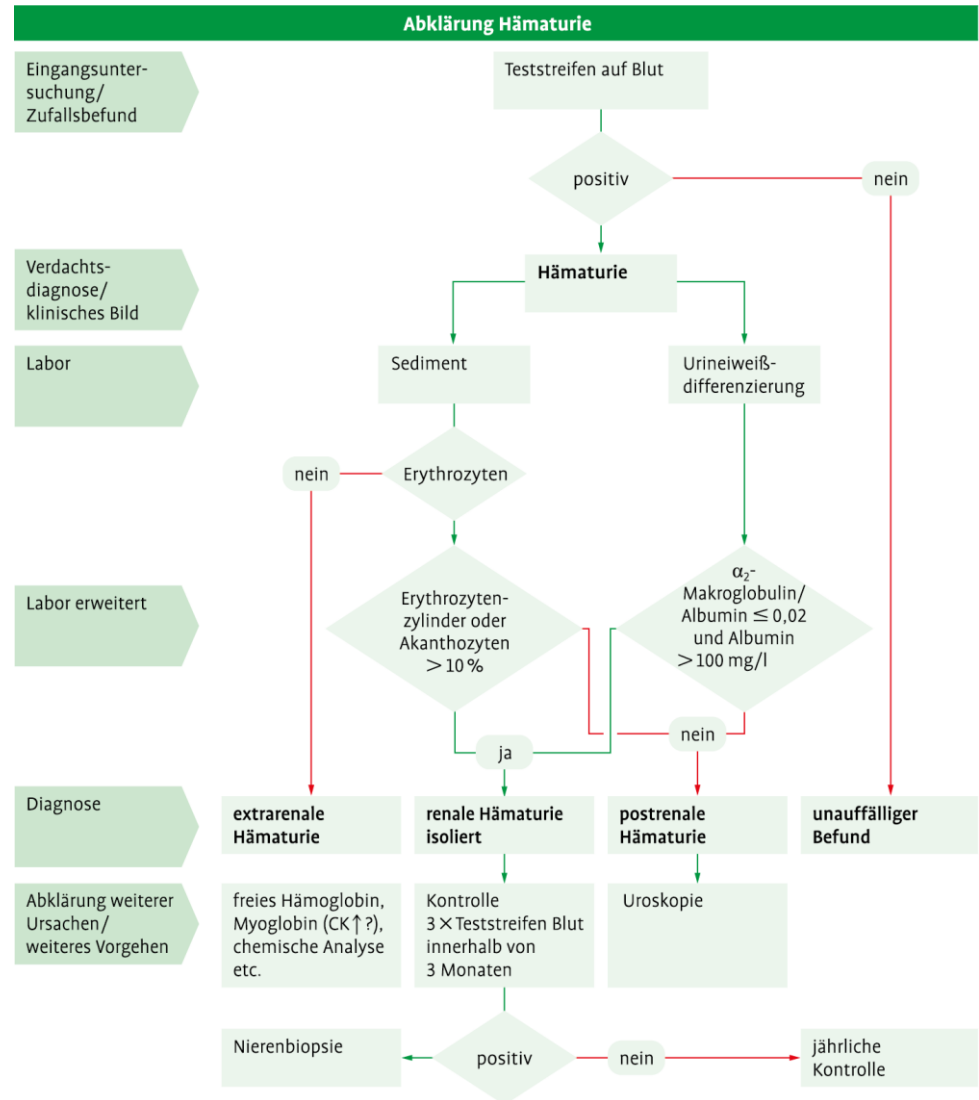 Abklärung Hämaturie
Eingangsunter-
suchung/
Zufallsbefund
Teststreifen auf Blut
positiv
nein
Verdachts-
diagnose/
klinisches Bild
Hämaturie
Labor
Sediment
Urineiweiß-
differenzierung
nein
Erythrozyten
Labor erweitert
Erythrozyten-
zylinder oder
Akanthozyten
>10 %
α₂-
Makroglobulin/
Albumin ≤ 0,02
und Albumin
>100 mg/l
ja
nein
Diagnose
extrarenale
Hämaturie
renale Hämaturie
isoliert
postrenale
Hämaturie
unauffälliger
Befund
Abklärung weiterer
Ursachen/
weiteres Vorgehen
freies Hämoglobin,
Myoglobin (CK↑?),
chemische Analyse
etc.
Kontrolle
3 × Teststreifen Blut
innerhalb von
3 Monaten
Uroskopie
Nierenbiopsie
positiv
nein
jährliche
Kontrolle